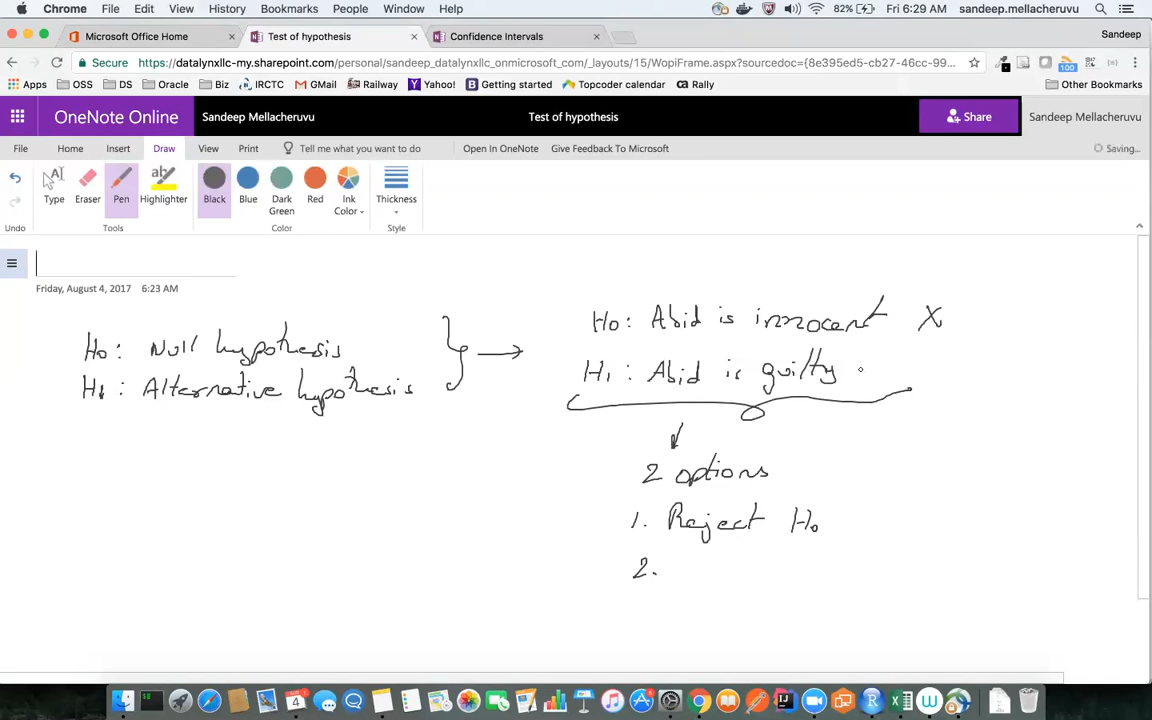 Chrome File Edit View History Bookmarks People Window Help 82% Fri 6:29 AM sandeep.mellacheruvu
Microsoft Office Home × Test of hypothesis × Confidence Intervals × Sandeep
Secure https://datalynxllc-my.sharepoint.com/personal/sandeep_datalynxllc_onmicrosoft_com/_layouts/15/WopiFrame.aspx?sourcedoc={8e395ed5-cb27-46cc-99...
Apps OSS DS Oracle Biz IRCTC GMail Railway Yahoo! Getting started Topcoder calendar Rally 100 Other Bookmarks
OneNote Online Sandeep Mellacheruvu Test of hypothesis Share Sandeep Mellacheruvu
File Home Insert Draw View Print Tell me what you want to do Open In OneNote Give Feedback To Microsoft Saving...
Type Eraser Pen Highlighter Black Blue Dark Green Red Ink Color Thickness
Undo Tools Color Style
Friday, August 4, 2017 6:23 AM
H0: Null hypothesis
H1: Alternative hypothesis
H0: Abid is innocent X
H1: Abid is guilty
2 options
1. Reject H0
2.